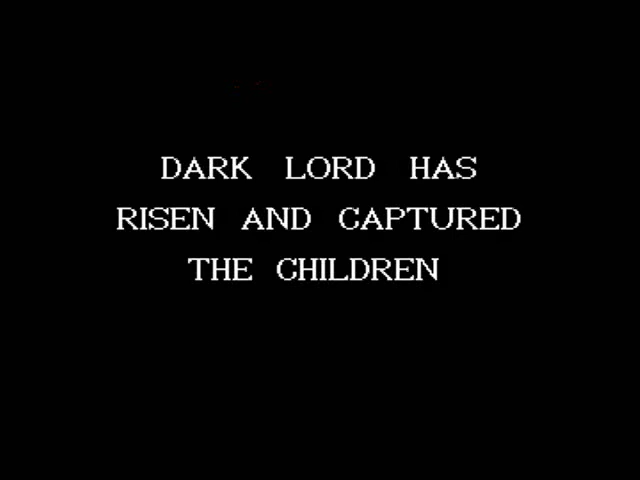 DARK LORD HAS
RISEN AND CAPTURED
THE CHILDREN